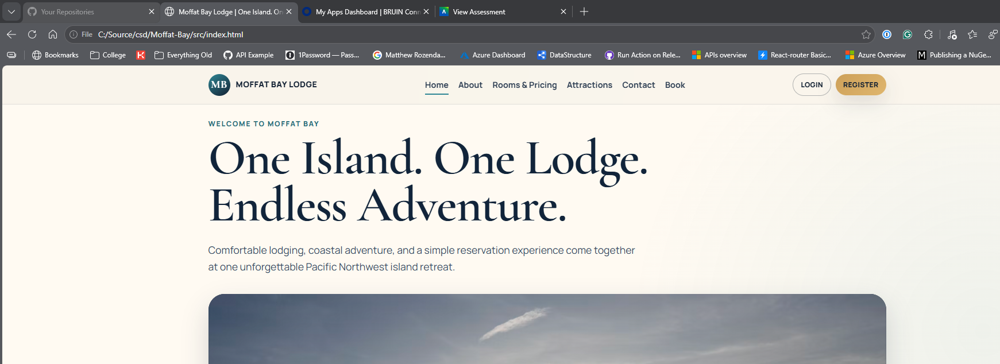 Your Repositories
Moffat Bay Lodge | One Island. On
My Apps Dashboard | BRUIN Conn
View Assessment
File C:/Source/csd/Moffat-Bay/src/index.html
Bookmarks
College
Everything Old
API Example
1Password — Pass...
Matthew Rozenda...
Azure Dashboard
DataStructure
Run Action on Rele...
APIs overview
React-router Basic...
Azure Overview
Publishing a NuGe...
MB MOFFAT BAY LODGE
Home About Rooms & Pricing Attractions Contact Book
LOGIN REGISTER
WELCOME TO MOFFAT BAY
One Island. One Lodge.
Endless Adventure.
Comfortable lodging, coastal adventure, and a simple reservation experience come together
at one unforgettable Pacific Northwest island retreat.